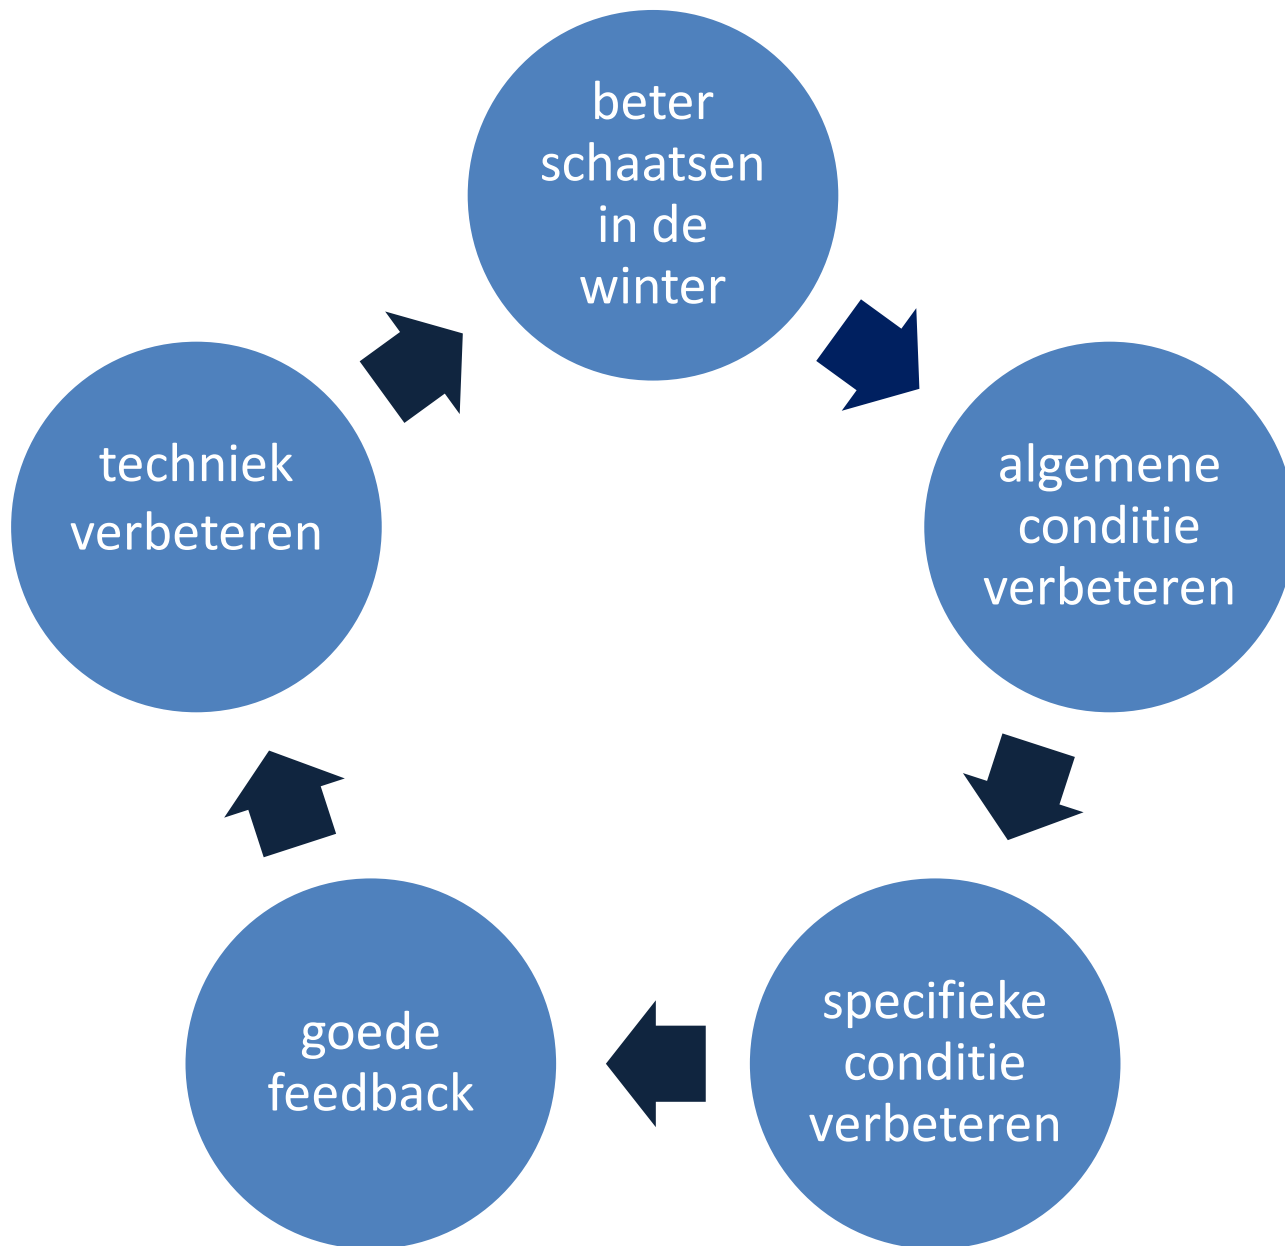 beter
schaatsen
in de
winter
algemene
conditie
verbeteren
specifieke
conditie
verbeteren
goede
feedback
techniek
verbeteren